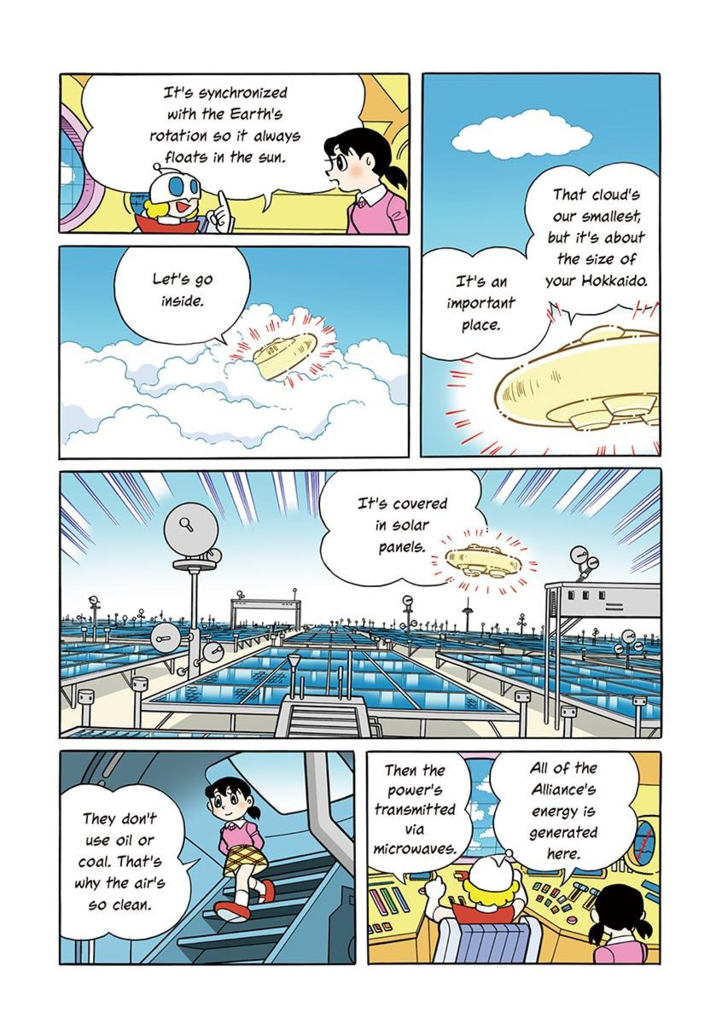 That cloud's
our smallest,
but it's about
the size of
your Hokkaido.
It's an
important
place.
It's synchronized
with the Earth's
rotation so it always
floats in the sun.
Let's go
inside.
It's covered
in solar
panels.
All of the
Alliance's
energy is
generated
here.
Then the
power's
transmitted
via
microwaves.
They don't
use oil or
coal. That's
why the air's
so clean.